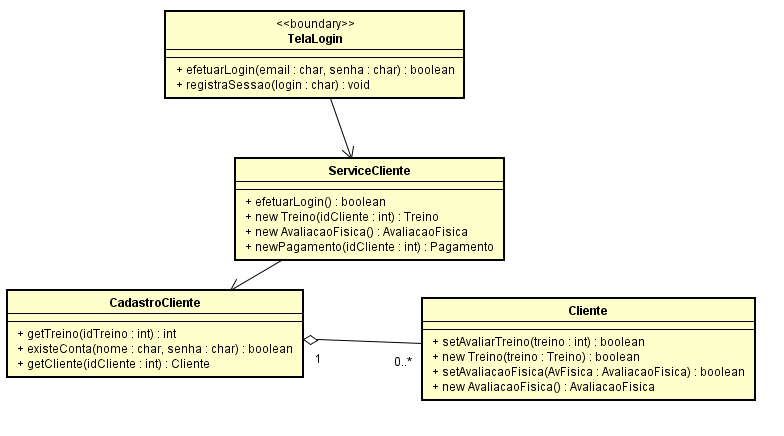 <<boundary>>
TelaLogin
+ efetuarLogin(email : char, senha : char) : boolean
+ registraSessao(login : char) : void
ServiceCliente
+ efetuarLogin() : boolean
+ new Treino(idCliente : int) : Treino
+ new AvaliacaoFisica() : AvaliacaoFisica
+ newPagamento(idCliente : int) : Pagamento
CadastroCliente
+ getTreino(idTreino : int) : int
+ existeConta(nome : char, senha : char) : boolean
+ getCliente(idCliente : int) : Cliente
1
0..*
Cliente
+ setAvaliarTreino(treino : int) : boolean
+ new Treino(treino : Treino) : boolean
+ setAvaliacaoFisica(AvFisica : AvaliacaoFisica) : boolean
+ new AvaliacaoFisica() : AvaliacaoFisica